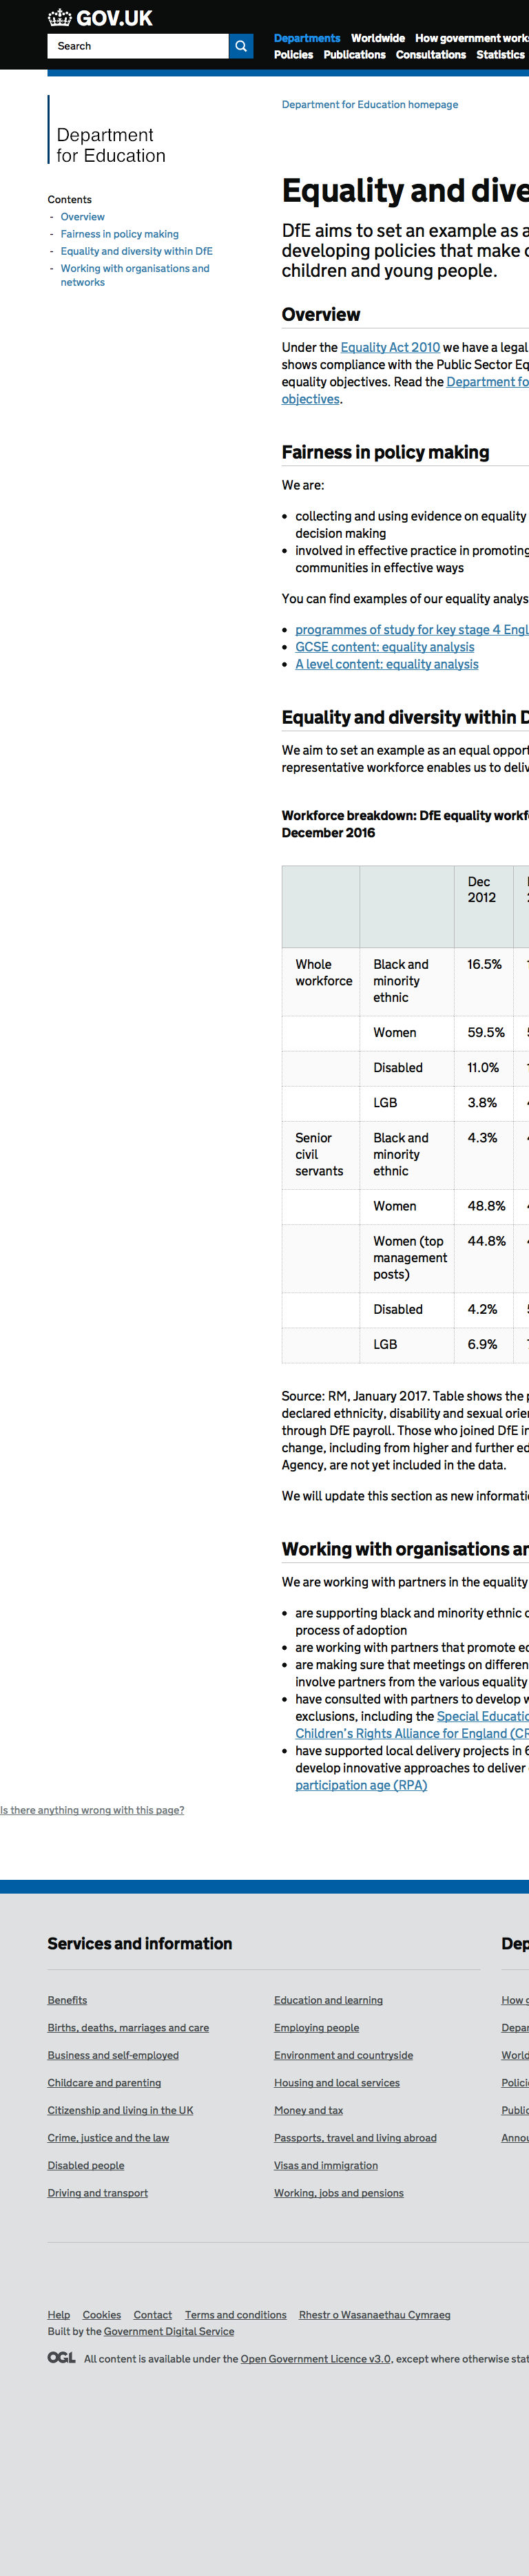 GOV.UK
Search
Departments Worldwide How government works
Policies Publications Consultations Statistics
Department
for Education
Department for Education homepage
Contents
- Overview
- Fairness in policy making
- Equality and diversity within DfE
- Working with organisations and
networks
Equality and dive
DfE aims to set an example as a
developing policies that make
children and young people.
Overview
Under the Equality Act 2010 we have a legal
shows compliance with the Public Sector Eq
equality objectives. Read the Department fo
objectives.
Fairness in policy making
We are:
• collecting and using evidence on equality
decision making
• involved in effective practice in promoting
communities in effective ways
You can find examples of our equality analys
• programmes of study for key stage 4 Engl
• GCSE content: equality analysis
• A level content: equality analysis
Equality and diversity within D
We aim to set an example as an equal opport
representative workforce enables us to deliv
Workforce breakdown: DfE equality workfo
December 2016
Dec
2012
Whole
workforce
Black and
minority
ethnic
16.5%
Women 59.5%
Disabled 11.0%
LGB 3.8%
Senior
civil
servants
Black and
minority
ethnic
4.3%
Women 48.8%
Women (top
management
posts)
44.8%
Disabled 4.2%
LGB 6.9%
Source: RM, January 2017. Table shows the p
declared ethnicity, disability and sexual orie
through DfE payroll. Those who joined DfE in
change, including from higher and further ed
Agency, are not yet included in the data.
We will update this section as new informati
Working with organisations an
We are working with partners in the equality
• are supporting black and minority ethnic c
process of adoption
• are working with partners that promote eq
• are making sure that meetings on differen
involve partners from the various equality
• have consulted with partners to develop w
exclusions, including the Special Educatio
Children's Rights Alliance for England (CR
• have supported local delivery projects in 6
develop innovative approaches to deliver
participation age (RPA)
Is there anything wrong with this page?
Services and information
Dep
Benefits
Births, deaths, marriages and care
Business and self-employed
Childcare and parenting
Citizenship and living in the UK
Crime, justice and the law
Disabled people
Driving and transport
Education and learning
Employing people
Environment and countryside
Housing and local services
Money and tax
Passports, travel and living abroad
Visas and immigration
Working, jobs and pensions
How g
Depar
World
Polici
Public
Annou
Help Cookies Contact Terms and conditions Rhestr o Wasanaethau Cymraeg
Built by the Government Digital Service
OGL All content is available under the Open Government Licence v3.0, except where otherwise stat